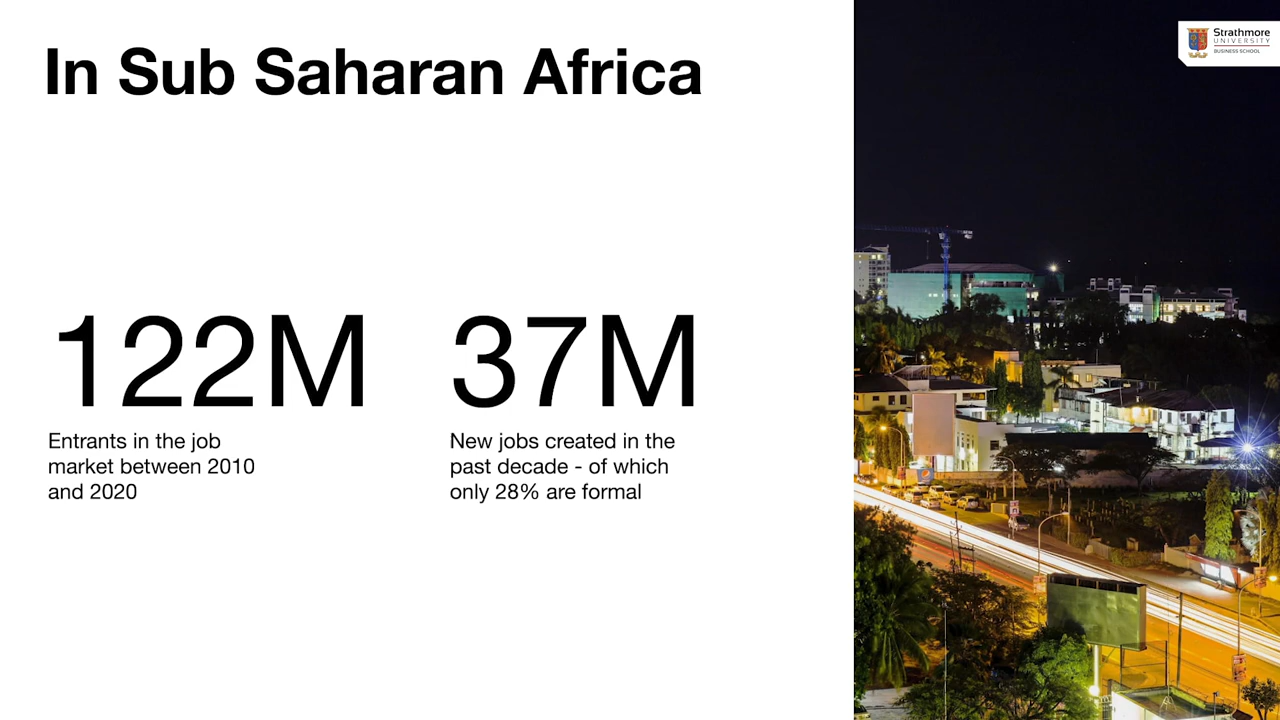 In Sub Saharan Africa
Strathmore
UNIVERSITY
BUSINESS SCHOOL
122M
Entrants in the job
market between 2010
and 2020
37M
New jobs created in the
past decade - of which
only 28% are formal